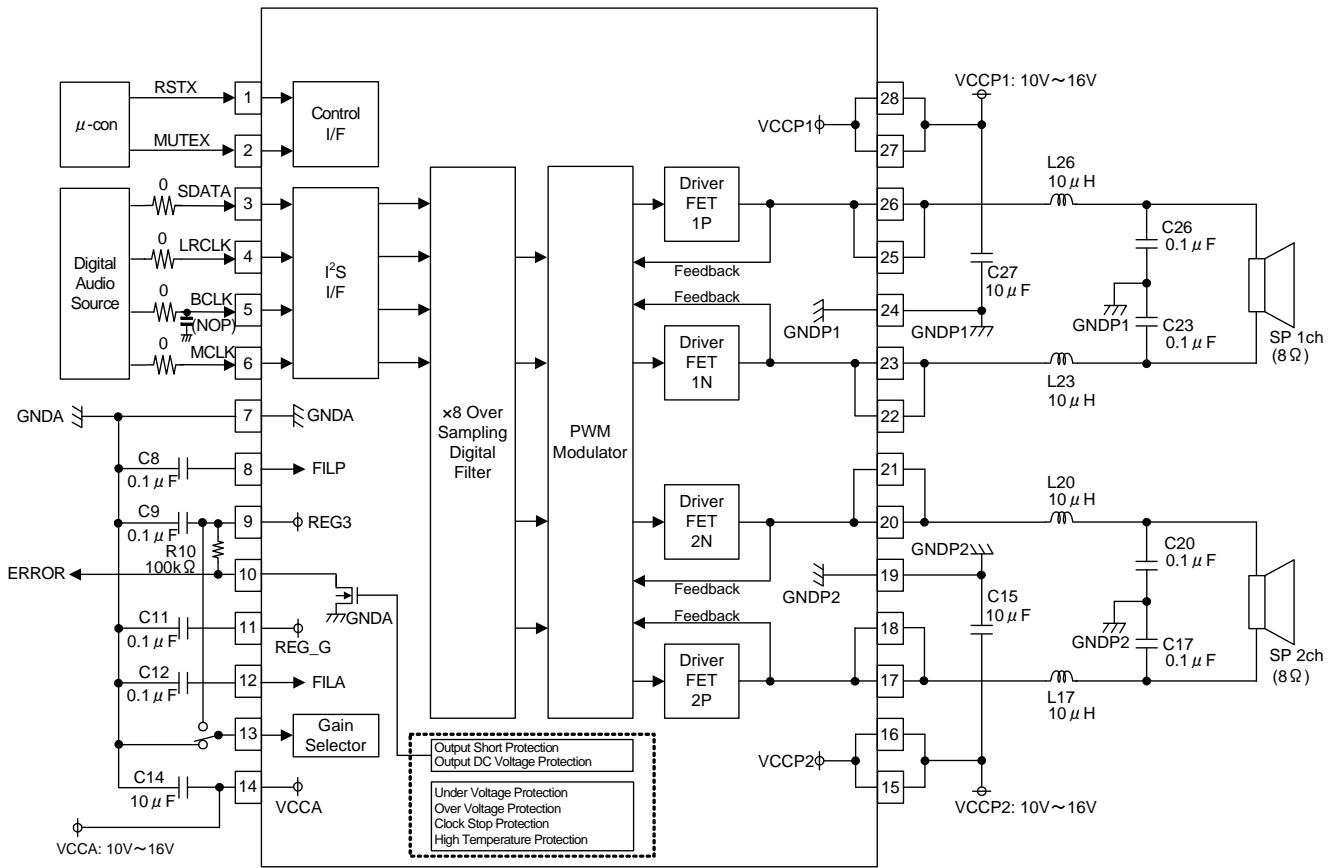 μ-con
RSTX
MUTEX
1
2
Control
I/F
Digital
Audio
Source
0
SDATA
0
LRCLK
0
BCLK
(NOP)
0
MCLK
3
4
5
6
I²S
I/F
GNDA
7
GNDA
C8
0.1μF
8
FILP
C9
0.1μF
9
REG3
R10
100kΩ
ERROR
10
GNDA
C11
0.1μF
11
REG_G
C12
0.1μF
12
FILA
13
Gain
Selector
C14
10μF
14
VCCA
VCCA: 10V~16V
×8 Over
Sampling
Digital
Filter
PWM
Modulator
Driver
FET
1P
Feedback
Feedback
Driver
FET
1N
Driver
FET
2N
Feedback
Feedback
Driver
FET
2P
Output Short Protection
Output DC Voltage Protection
Under Voltage Protection
Over Voltage Protection
Clock Stop Protection
High Temperature Protection
VCCP1
28
27
VCCP1: 10V~16V
26
25
GNDP1
24
GNDP1
C27
10μF
23
22
L26
10μH
C26
0.1μF
GNDP1
C23
0.1μF
L23
10μH
SP 1ch
(8Ω)
21
20
GNDP2
19
GNDP2
C15
10μF
18
17
VCCP2
16
15
VCCP2: 10V~16V
L20
10μH
C20
0.1μF
GNDP2
C17
0.1μF
L17
10μH
SP 2ch
(8Ω)